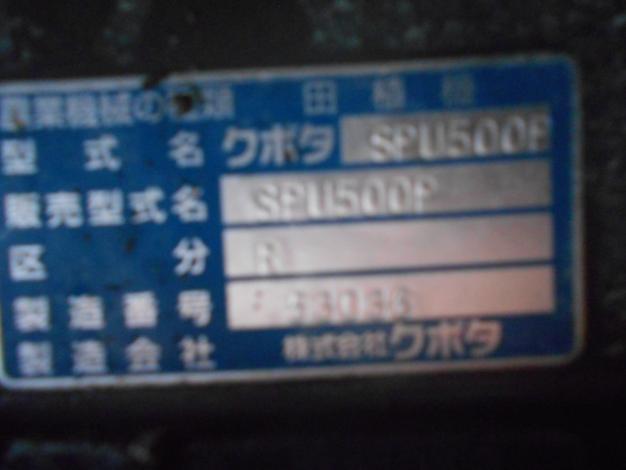 農業機械の種類 田植機
型式名 クボタ SPU500P
販売型式名 SPU500P
区分 R
製造番号
製造会社 株式会社クボタ